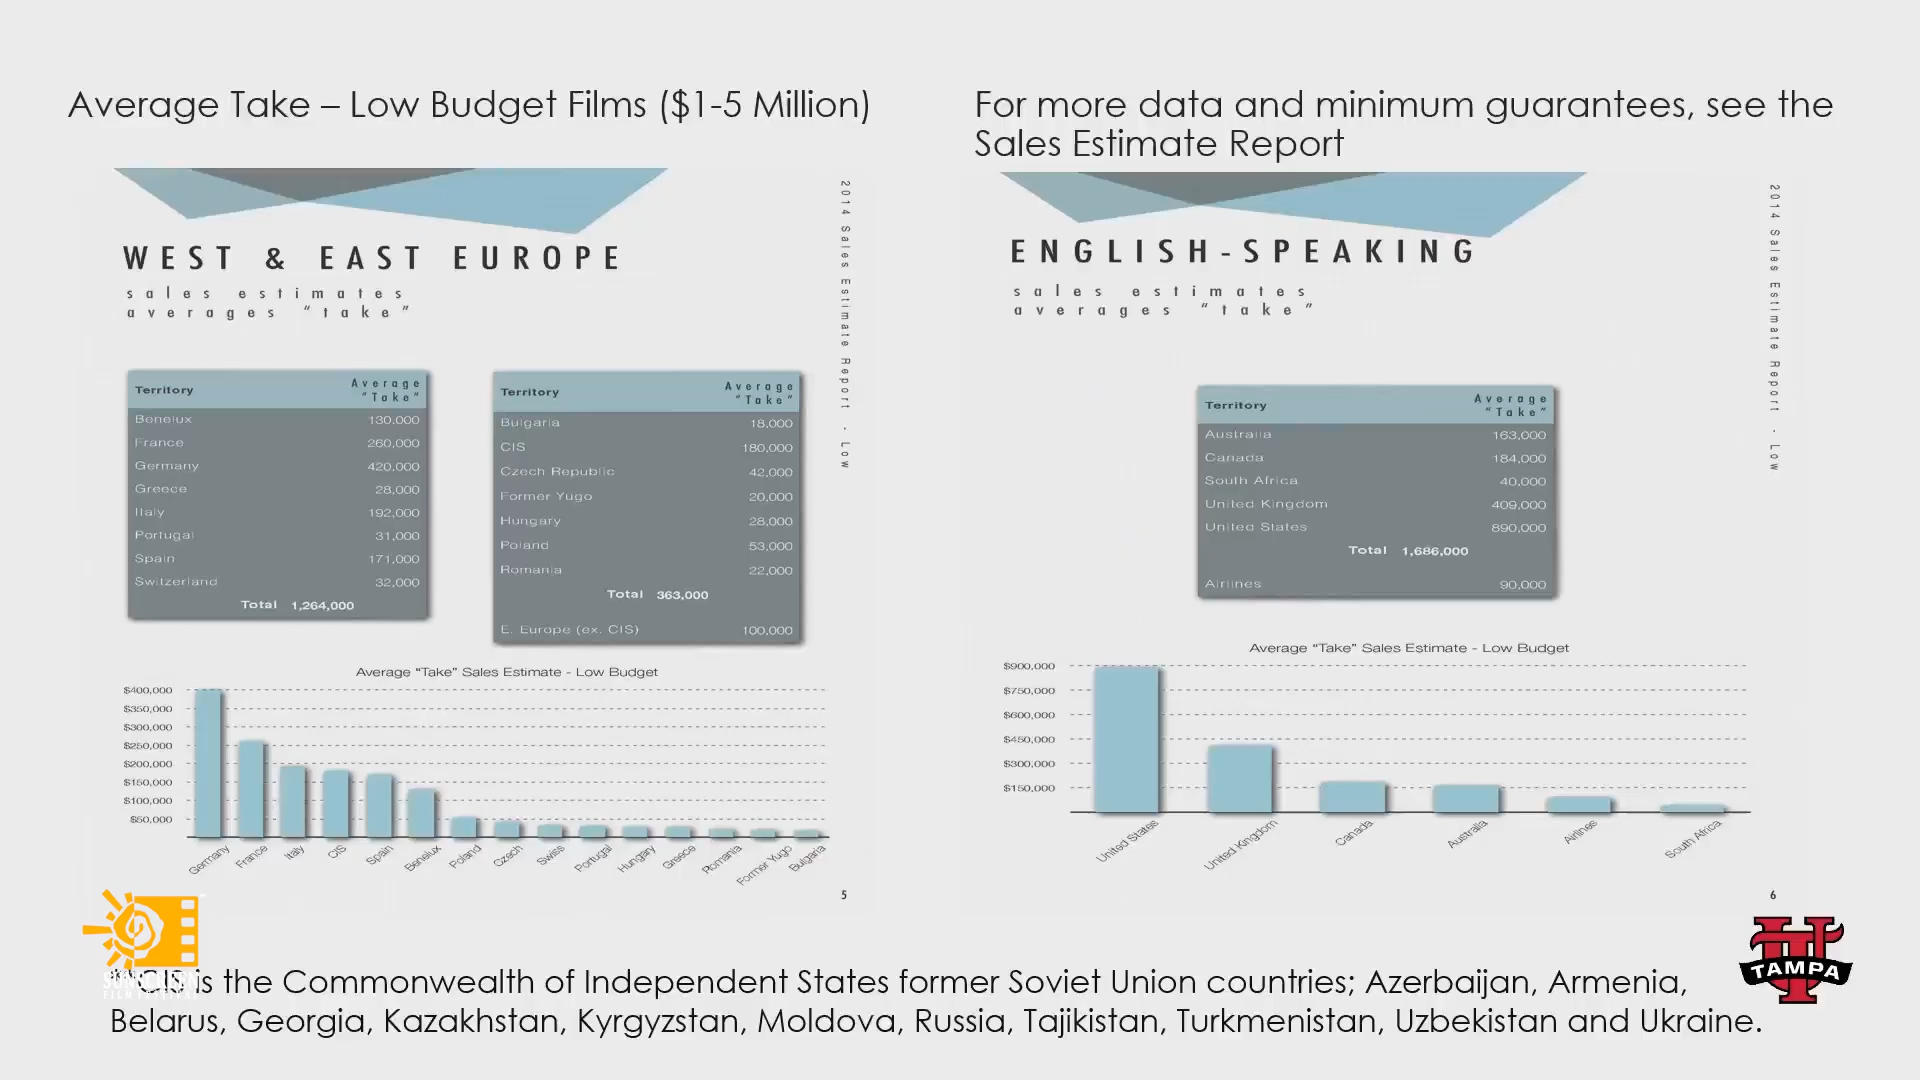 Average Take – Low Budget Films ($1-5 Million)
WEST & EAST EUROPE
sales estimates
averages "take"
2014 Sales Estimate Report - Low
Territory Average "Take"
Benelux 130,000
France 260,000
Germany 420,000
Greece 28,000
Italy 192,000
Portugal 31,000
Spain 171,000
Switzerland 32,000
Total 1,264,000
Territory Average "Take"
Bulgaria 18,000
CIS 180,000
Czech Republic 42,000
Former Yugo 20,000
Hungary 28,000
Poland 53,000
Romania 22,000
Total 363,000
E. Europe (ex. CIS) 100,000
Average "Take" Sales Estimate - Low Budget
$400,000
$350,000
$300,000
$250,000
$200,000
$150,000
$100,000
$50,000
Germany France Italy CIS Spain Benelux Poland Czech Swiss Portugal Hungary Greece Romania Former Yugo Bulgaria
5
For more data and minimum guarantees, see the
Sales Estimate Report
ENGLISH-SPEAKING
sales estimates
averages "take"
2014 Sales Estimate Report - Low
Territory Average "Take"
Australia 163,000
Canada 184,000
South Africa 40,000
United Kingdom 409,000
United States 890,000
Total 1,686,000
Airlines 90,000
Average "Take" Sales Estimate - Low Budget
$900,000
$750,000
$600,000
$450,000
$300,000
$150,000
United States United Kingdom Canada Australia Airlines South Africa
6
is the Commonwealth of Independent States former Soviet Union countries; Azerbaijan, Armenia,
Belarus, Georgia, Kazakhstan, Kyrgyzstan, Moldova, Russia, Tajikistan, Turkmenistan, Uzbekistan and Ukraine.
FILM FESTIVAL
TAMPA